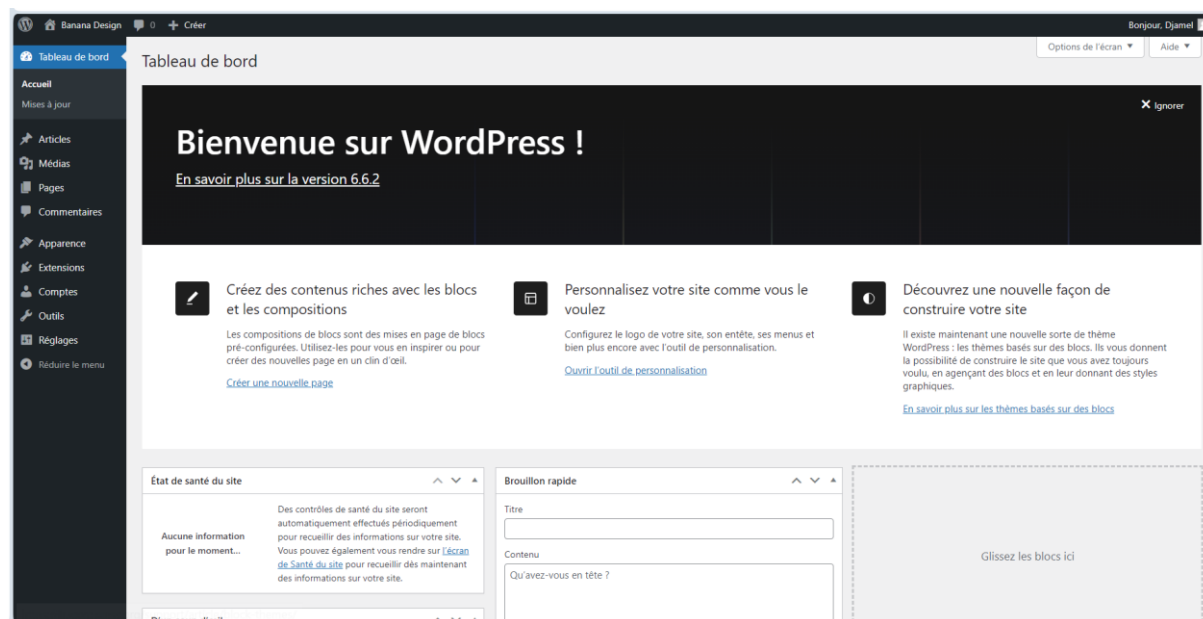 Banana Design 0 Créer
Bonjour, Djamel
Tableau de bord
Accueil
Mises à jour
Articles
Médias
Pages
Commentaires
Apparence
Extensions
Comptes
Outils
Réglages
Réduire le menu
Options de l'écran
Aide
Tableau de bord
Ignorer
Bienvenue sur WordPress !
En savoir plus sur la version 6.6.2
Créez des contenus riches avec les blocs
et les compositions
Les compositions de blocs sont des mises en page de blocs
pré-configurées. Utilisez-les pour vous en inspirer ou pour
créer des nouvelles page en un clin d'œil.
Créer une nouvelle page
Personnalisez votre site comme vous le
voulez
Configurez le logo de votre site, son entête, ses menus et
bien plus encore avec l'outil de personnalisation.
Ouvrir l'outil de personnalisation
Découvrez une nouvelle façon de
construire votre site
Il existe maintenant une nouvelle sorte de thème
WordPress : les thèmes basés sur des blocs. Ils vous donnent
la possibilité de construire le site que vous avez toujours
voulu, en agençant des blocs et en leur donnant des styles
graphiques.
En savoir plus sur les thèmes basés sur des blocs
État de santé du site
Aucune information
pour le moment...
Des contrôles de santé du site seront
automatiquement effectués périodiquement
pour recueillir des informations sur votre site.
Vous pouvez également vous rendre sur l'écran
de Santé du site pour recueillir dès maintenant
des informations sur votre site.
Brouillon rapide
Titre
Contenu
Qu'avez-vous en tête ?
Glissez les blocs ici